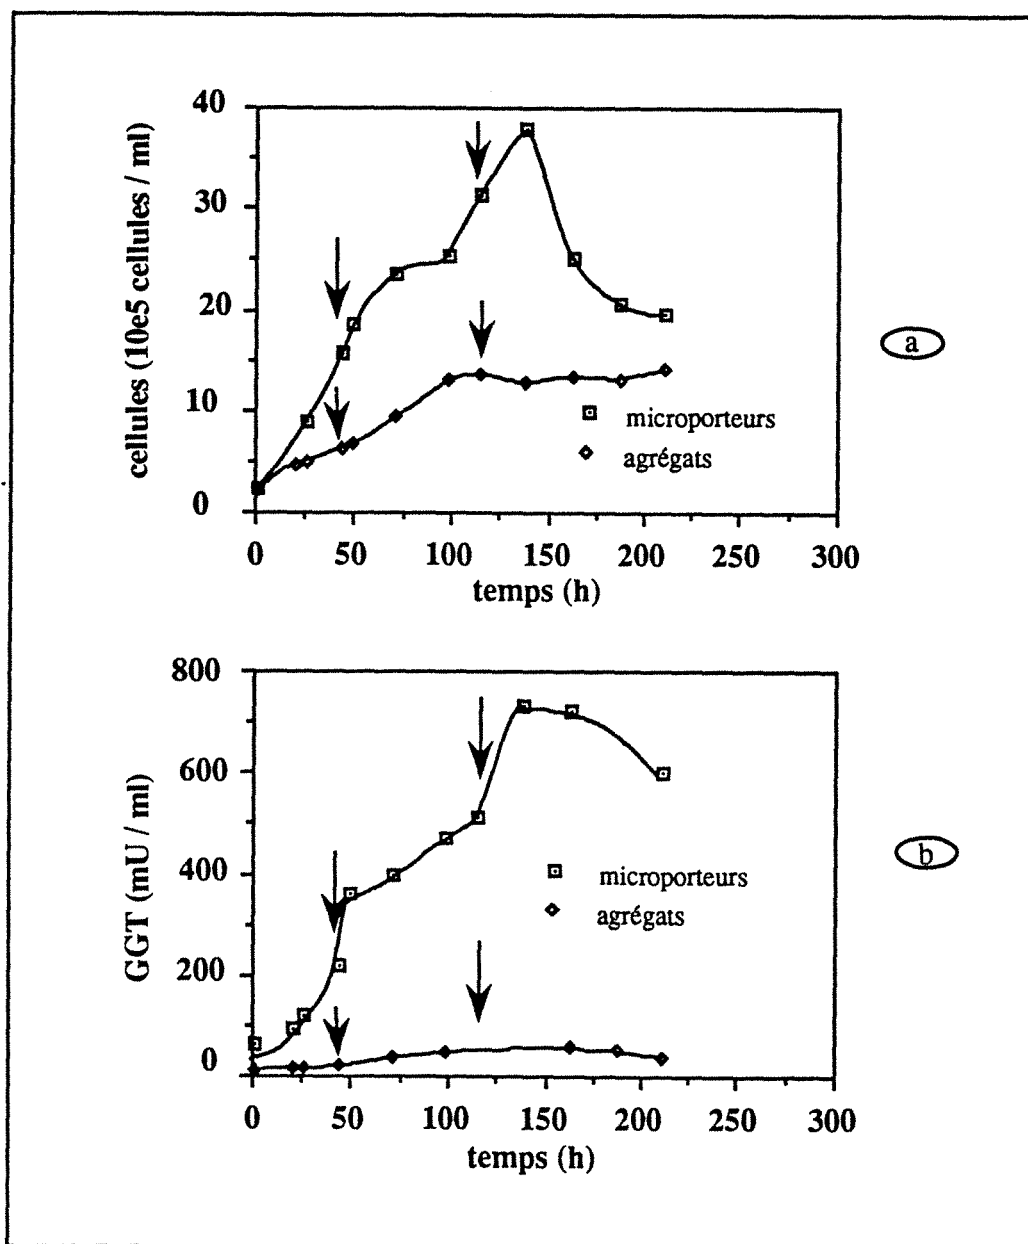 40
30
20
10
0
cellules (10e5 cellules / ml)
microporteurs
agrégats
0 50 100 150 200 250 300
temps (h)
a
800
600
400
200
0
GGT (mU / ml)
microporteurs
agrégats
0 50 100 150 200 250 300
temps (h)
b